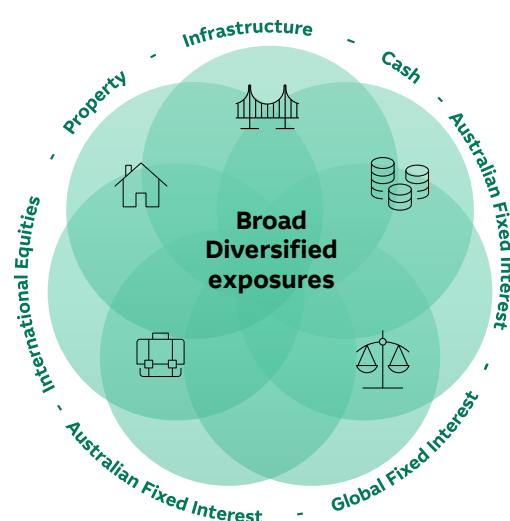 Infrastructure
-
Cash
-
Australian Fixed Interest
-
Global Fixed Interest
-
Australian Fixed Interest
-
International Equities
-
Property
-
Broad
Diversified
exposures